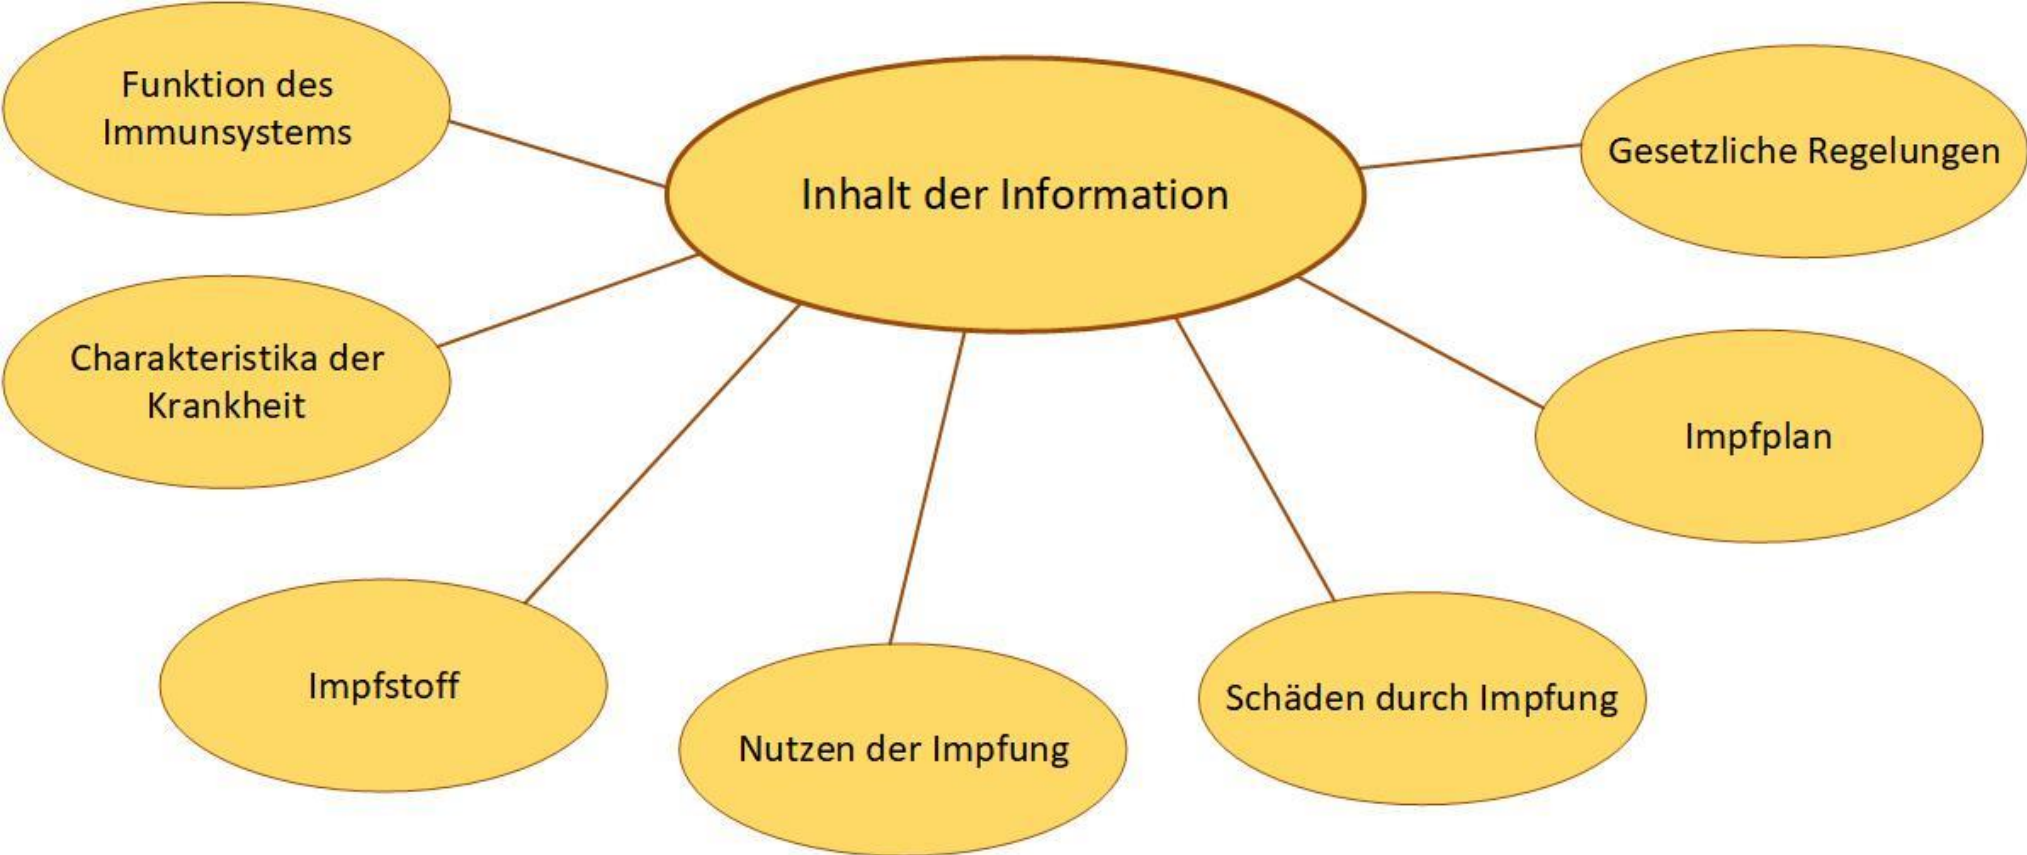 Funktion des
Immunsystems
Inhalt der Information
Gesetzliche Regelungen
Charakteristika der
Krankheit
Impfplan
Impfstoff
Nutzen der Impfung
Schäden durch Impfung